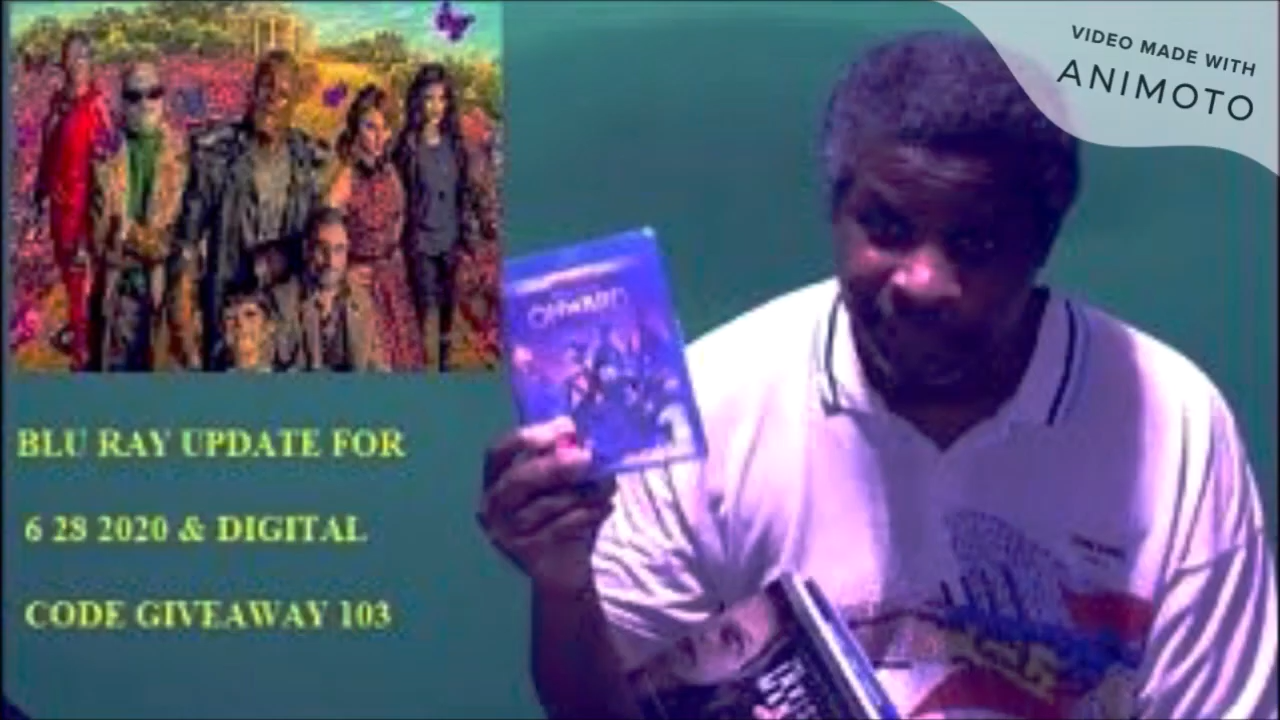 VIDEO MADE WITH
ANIMOTO
ONWARD
BLU RAY UPDATE FOR
6 28 2020 & DIGITAL
CODE GIVEAWAY 103